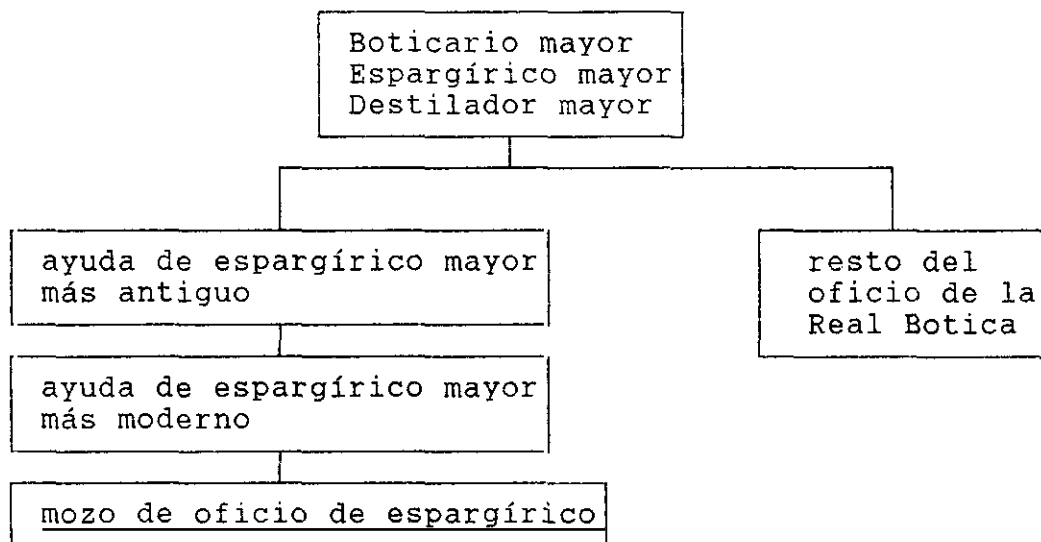 Boticario mayor
Espargírico mayor
Destilador mayor
ayuda de espargírico mayor
más antiguo
resto del
oficio de la
Real Botica
ayuda de espargírico mayor
más moderno
mozo de oficio de espargírico